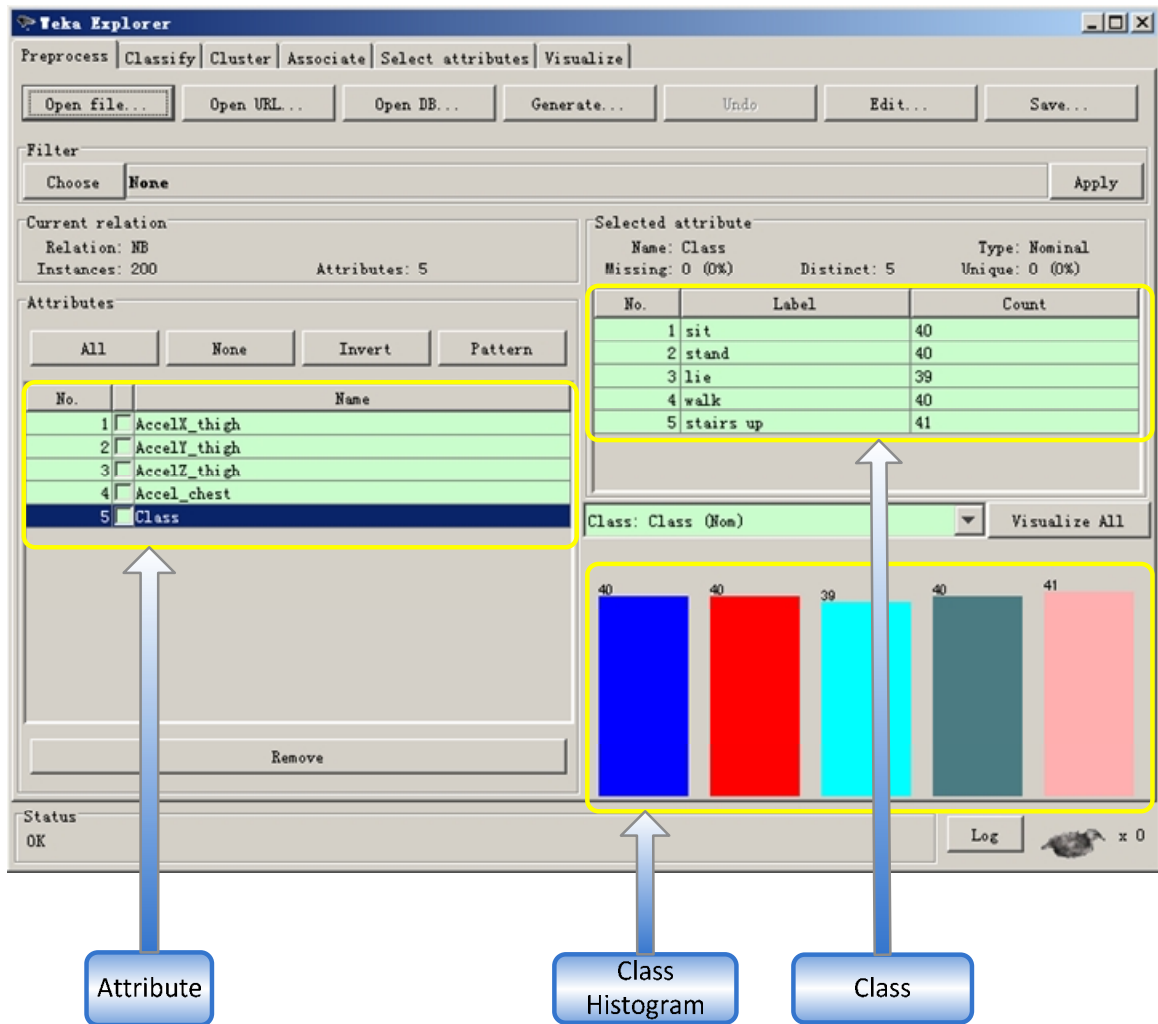 Weka Explorer
Preprocess Classify Cluster Associate Select attributes Visualize
Open file... Open URL... Open DB... Generate... Undo Edit... Save...
Filter
Choose None Apply
Current relation
Relation: NB
Instances: 200 Attributes: 5
Attributes
All None Invert Pattern
No. Name
1 AccelX_thigh
2 AccelY_thigh
3 AccelZ_thigh
4 Accel_chest
5 Class
Remove
Selected attribute
Name: Class Type: Nominal
Missing: 0 (0%) Distinct: 5 Unique: 0 (0%)
No. Label Count
1 sit 40
2 stand 40
3 lie 39
4 walk 40
5 stairs up 41
Class: Class (Nom) Visualize All
40 40 39 40 41
Status
OK Log x 0
Attribute
Class
Histogram
Class